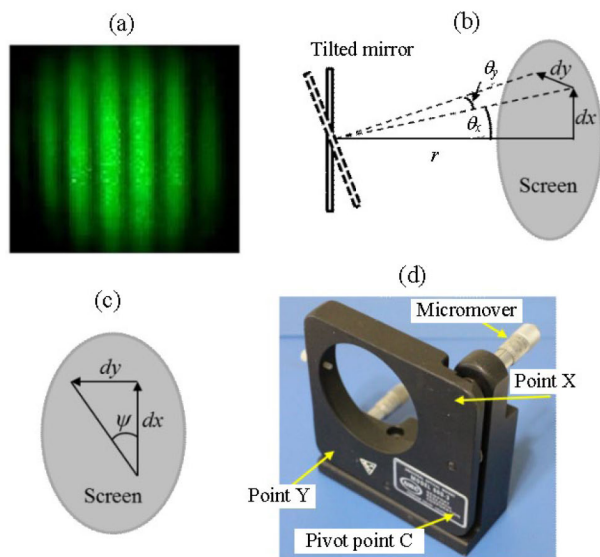 (a)
(b)
Tilted mirror
θy
dy
θx
dx
r
Screen
(c)
dy
ψ
dx
Screen
(d)
Micromover
Point X
Point Y
Pivot point C